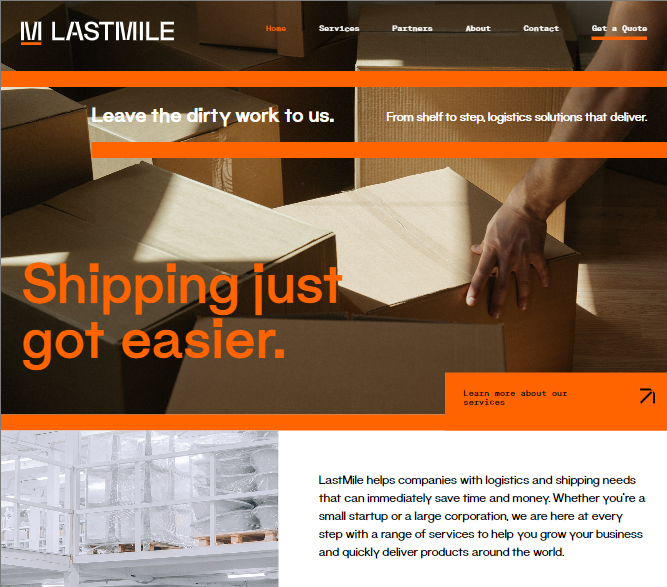 M LASTMILE
Home Services Partners About Contact Get a Quote
Leave the dirty work to us.
From shelf to step, logistics solutions that deliver.
Shipping just
got easier.
Learn more about our
services
LastMile helps companies with logistics and shipping needs
that can immediately save time and money. Whether you're a
small startup or a large corporation, we are here at every
step with a range of services to help you grow your business
and quickly deliver products around the world.